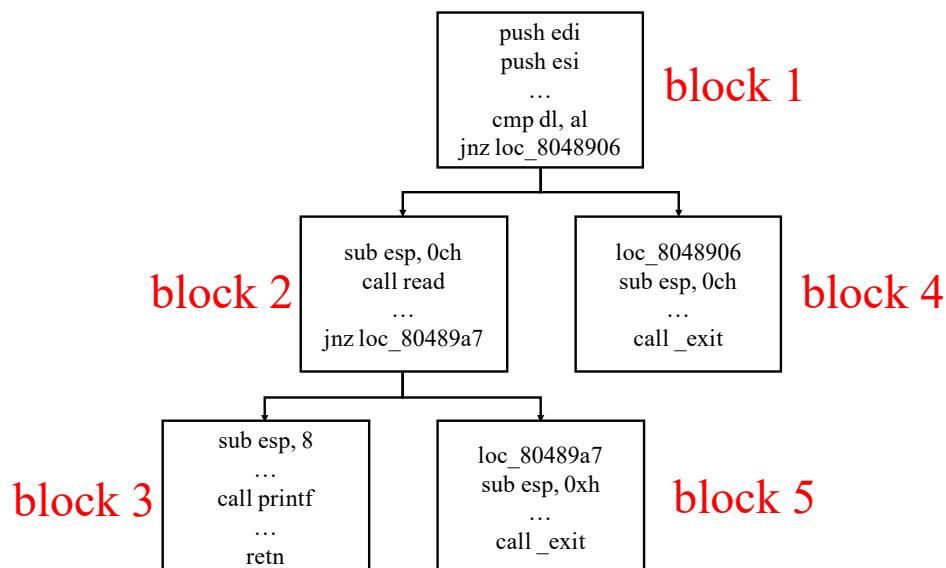 push edi
push esi
...
cmp dl, al
jnz loc_8048906
block 1
block 2
sub esp, 0ch
call read
...
jnz loc_80489a7
loc_8048906
sub esp, 0ch
...
call _exit
block 4
block 3
sub esp, 8
...
call printf
...
retn
loc_80489a7
sub esp, 0xh
...
call _exit
block 5